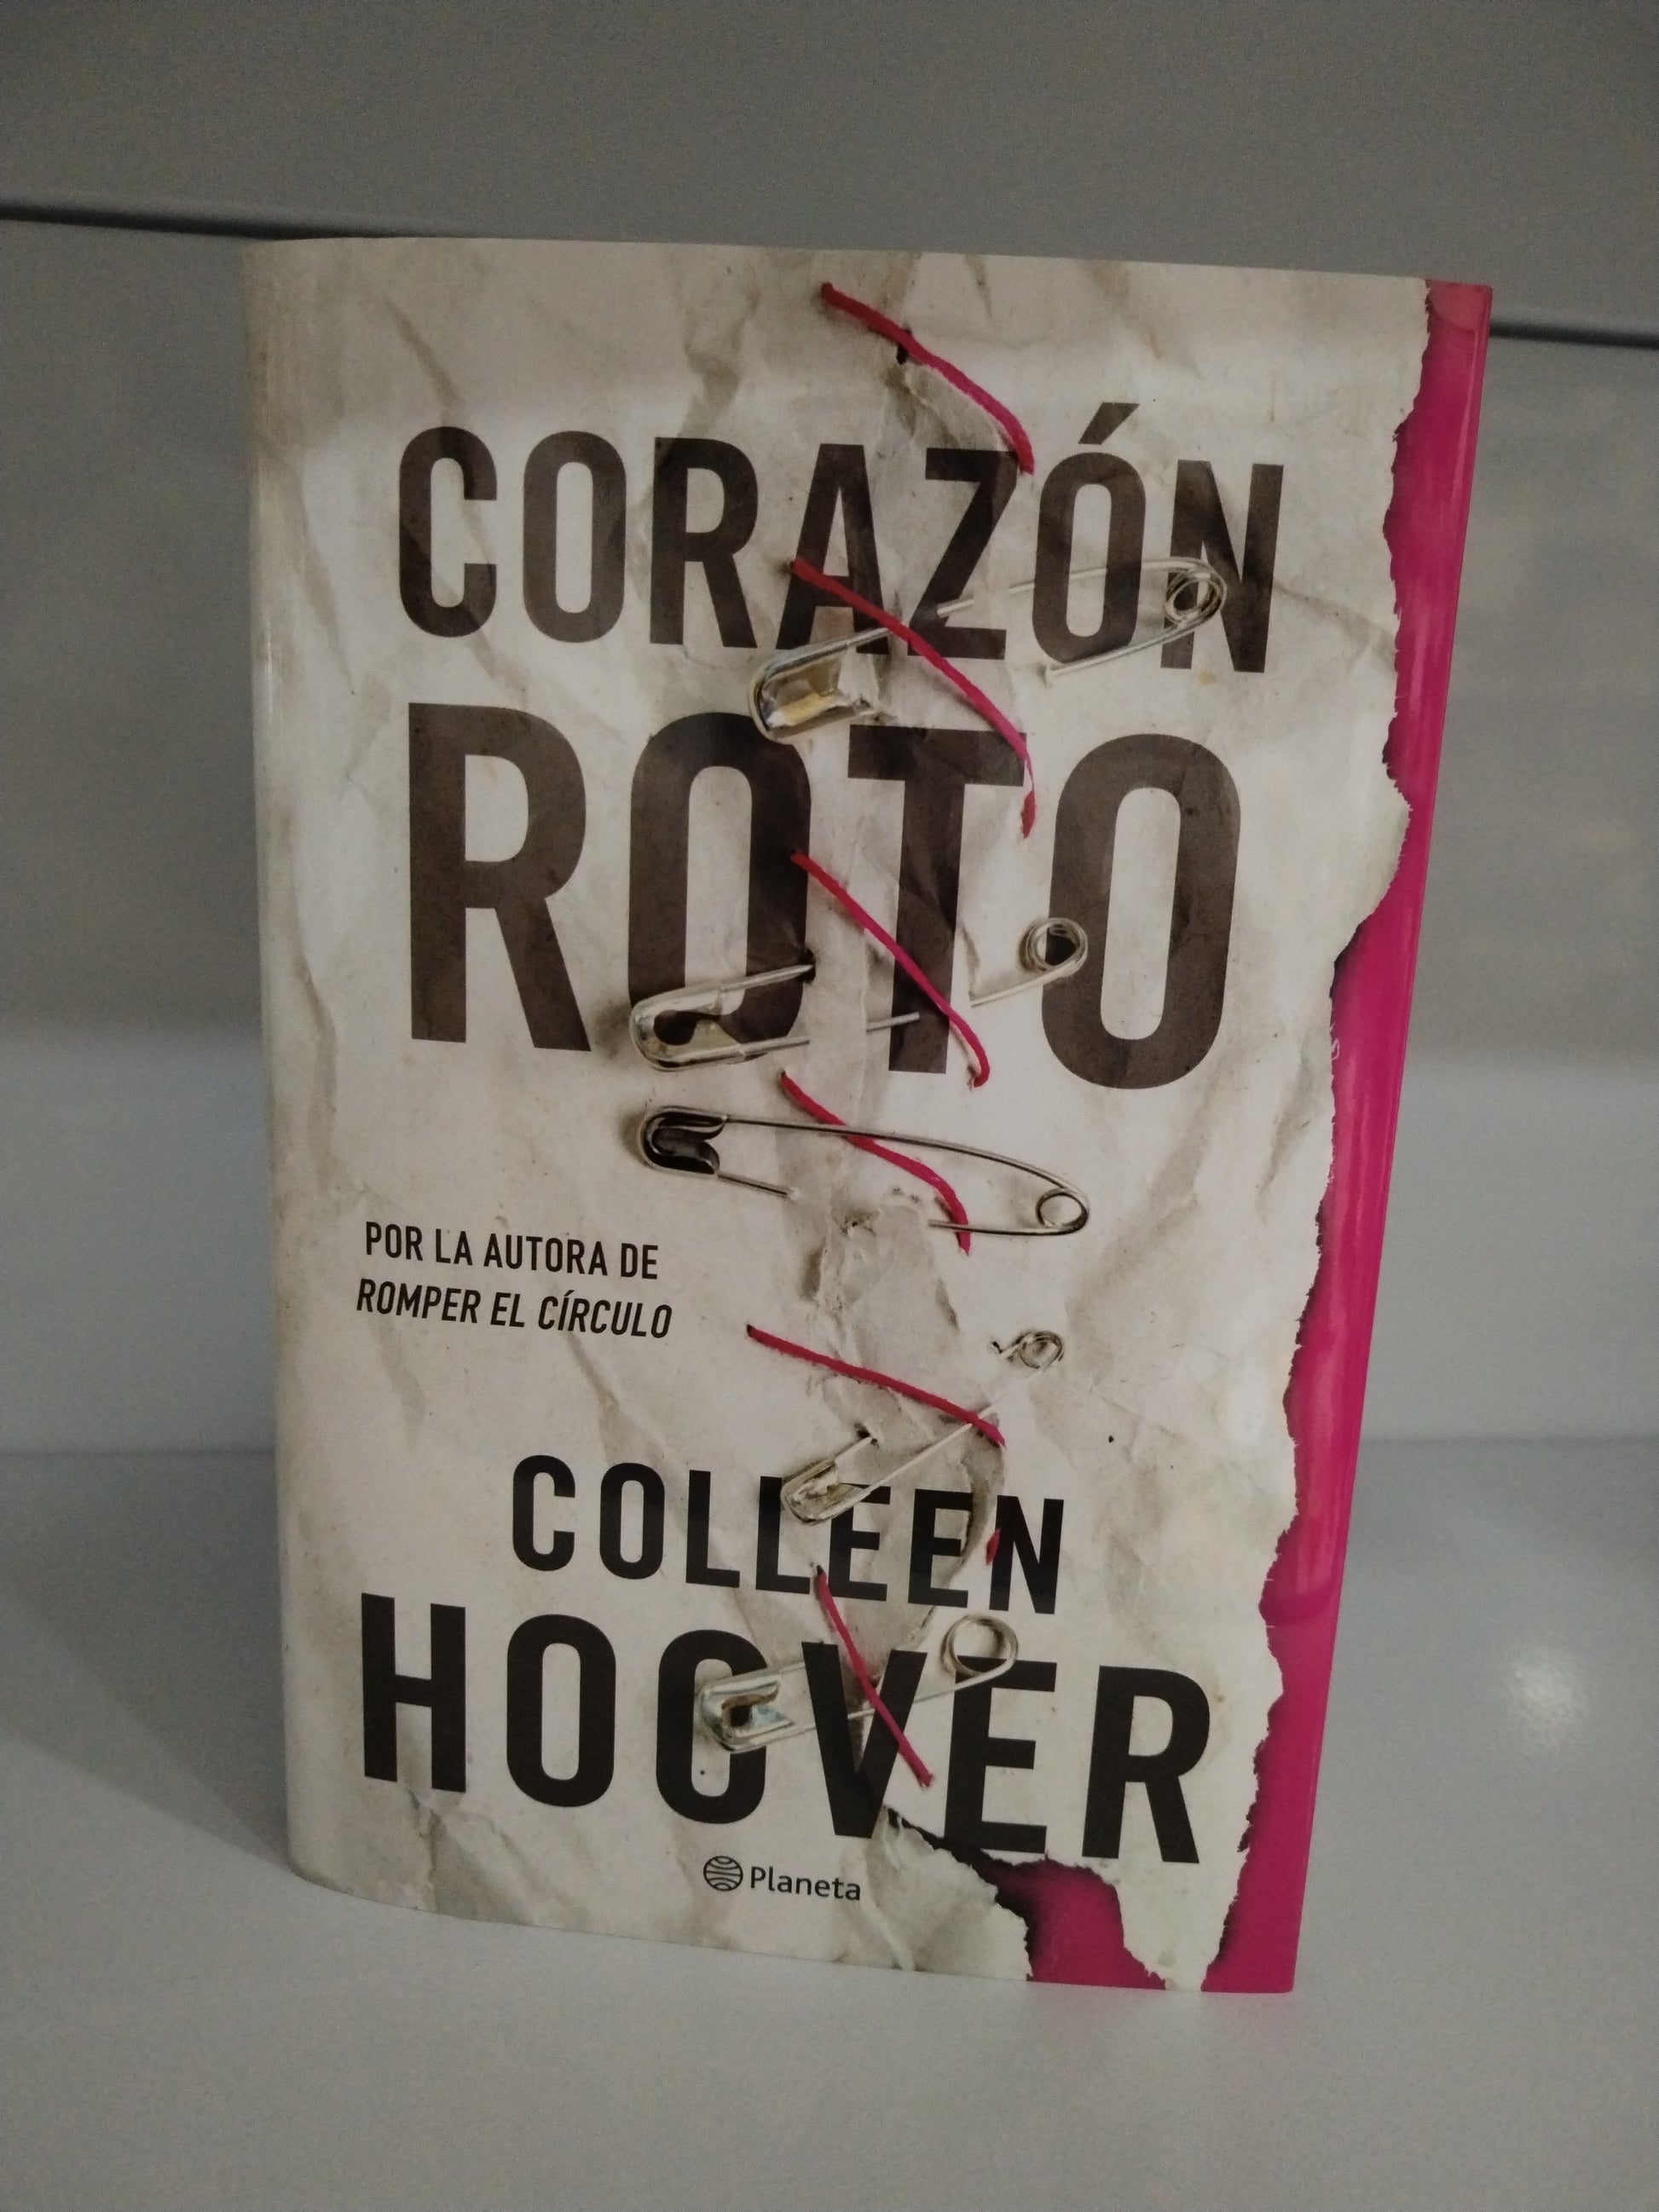 CORAZÓN
ROTO
POR LA AUTORA DE
ROMPER EL CÍRCULO
COLLEEN
HOOVER
Planeta